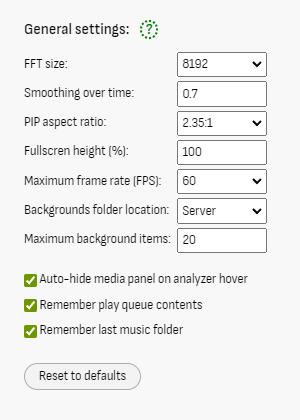 General settings: ?
FFT size: 8192
Smoothing over time: 0.7
PIP aspect ratio: 2.35:1
Fullscren height (%): 100
Maximum frame rate (FPS): 60
Backgrounds folder location: Server
Maximum background items: 20
Auto-hide media panel on analyzer hover
Remember play queue contents
Remember last music folder
Reset to defaults